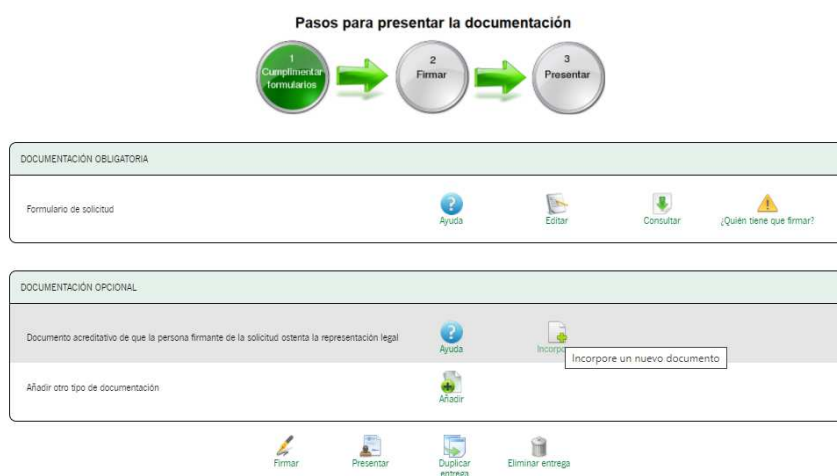 Pasos para presentar la documentación
1
Cumplimentar
formularios
2
Firmar
3
Presentar
DOCUMENTACIÓN OBLIGATORIA
Formulario de solicitud
Ayuda
Editar
Consultar
¿Quién tiene que firmar?
DOCUMENTACIÓN OPCIONAL
Documento acreditativo de que la persona firmante de la solicitud ostenta la representación legal
Ayuda
Incorpo
Incorpore un nuevo documento
Añadir otro tipo de documentación
Añadir
Firmar
Presentar
Duplicar
entrega
Eliminar entrega